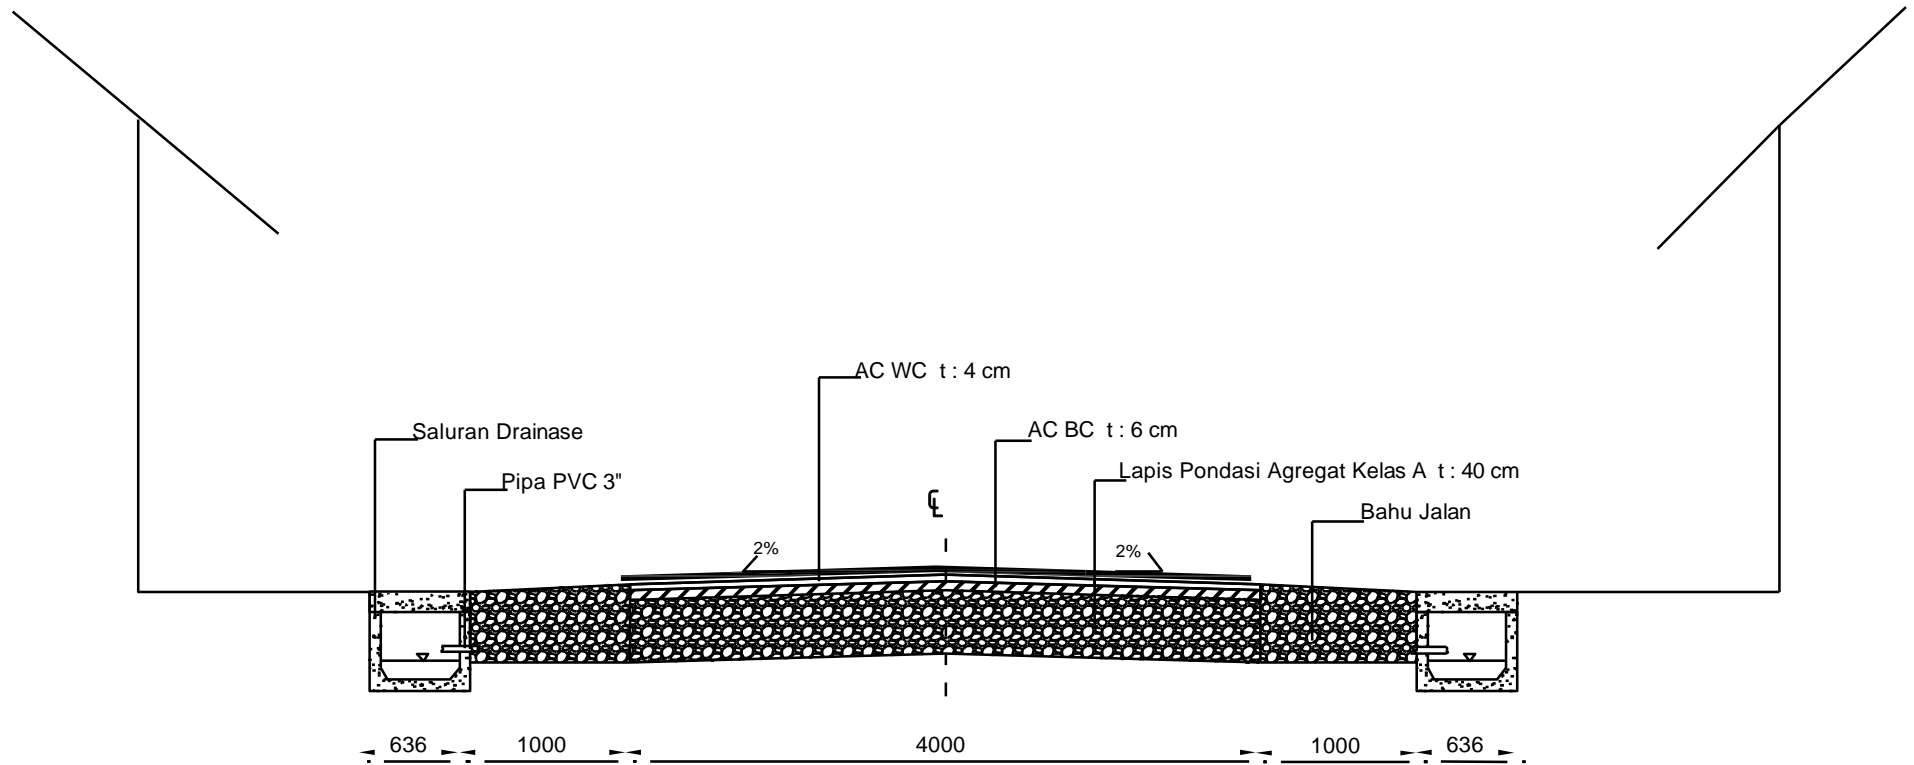 AC WC t : 4 cm
Saluran Drainase
AC BC t : 6 cm
Lapis Pondasi Agregat Kelas A t : 40 cm
Pipa PVC 3"
℄
Bahu Jalan
2%
2%
636
1000
4000
1000
636